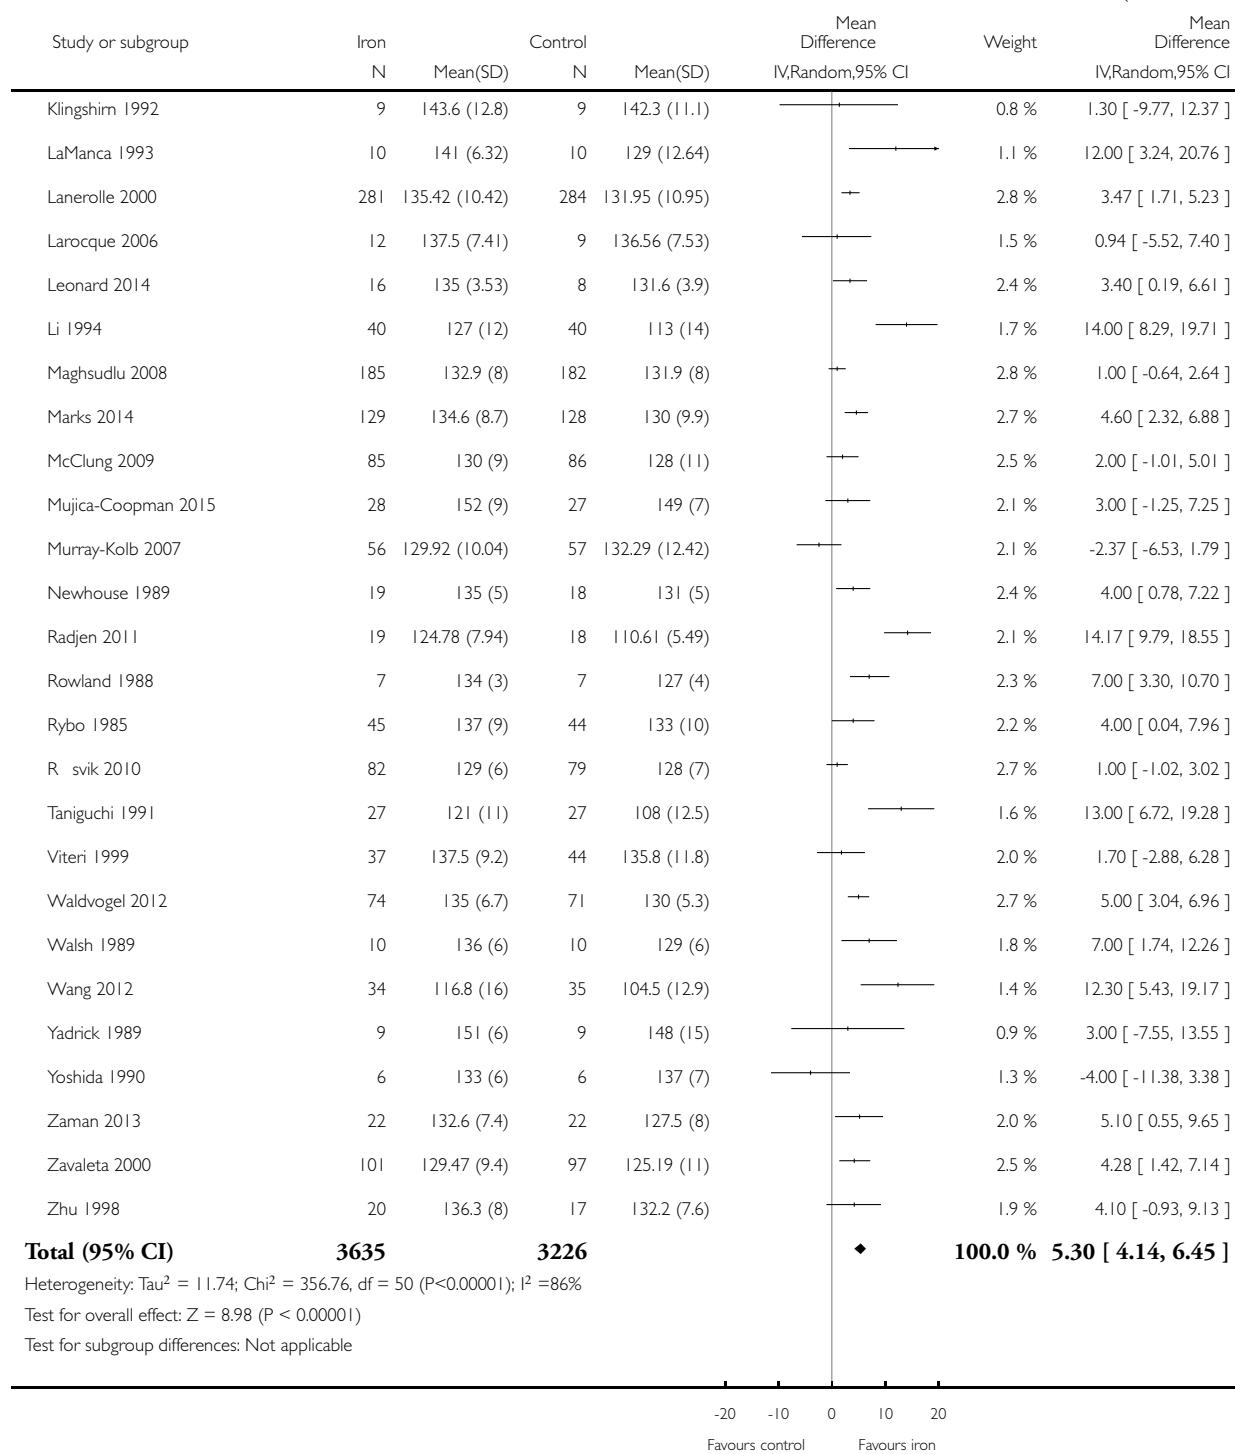 Mean Mean
Study or subgroup Iron Control Difference Weight Difference
N Mean(SD) N Mean(SD) IV,Random,95% CI IV,Random,95% CI
Klingshirn 1992 9 143.6 (12.8) 9 142.3 (11.1) 0.8 % 1.30 [ -9.77, 12.37 ]
LaManca 1993 10 141 (6.32) 10 129 (12.64) 1.1 % 12.00 [ 3.24, 20.76 ]
Lanerolle 2000 281 135.42 (10.42) 284 131.95 (10.95) 2.8 % 3.47 [ 1.71, 5.23 ]
Larocque 2006 12 137.5 (7.41) 9 136.56 (7.53) 1.5 % 0.94 [ -5.52, 7.40 ]
Leonard 2014 16 135 (3.53) 8 131.6 (3.9) 2.4 % 3.40 [ 0.19, 6.61 ]
Li 1994 40 127 (12) 40 113 (14) 1.7 % 14.00 [ 8.29, 19.71 ]
Maghsudlu 2008 185 132.9 (8) 182 131.9 (8) 2.8 % 1.00 [ -0.64, 2.64 ]
Marks 2014 129 134.6 (8.7) 128 130 (9.9) 2.7 % 4.60 [ 2.32, 6.88 ]
McClung 2009 85 130 (9) 86 128 (11) 2.5 % 2.00 [ -1.01, 5.01 ]
Mujica-Coopman 2015 28 152 (9) 27 149 (7) 2.1 % 3.00 [ -1.25, 7.25 ]
Murray-Kolb 2007 56 129.92 (10.04) 57 132.29 (12.42) 2.1 % -2.37 [ -6.53, 1.79 ]
Newhouse 1989 19 135 (5) 18 131 (5) 2.4 % 4.00 [ 0.78, 7.22 ]
Radjen 2011 19 124.78 (7.94) 18 110.61 (5.49) 2.1 % 14.17 [ 9.79, 18.55 ]
Rowland 1988 7 134 (3) 7 127 (4) 2.3 % 7.00 [ 3.30, 10.70 ]
Rybo 1985 45 137 (9) 44 133 (10) 2.2 % 4.00 [ 0.04, 7.96 ]
R svik 2010 82 129 (6) 79 128 (7) 2.7 % 1.00 [ -1.02, 3.02 ]
Taniguchi 1991 27 121 (11) 27 108 (12.5) 1.6 % 13.00 [ 6.72, 19.28 ]
Viteri 1999 37 137.5 (9.2) 44 135.8 (11.8) 2.0 % 1.70 [ -2.88, 6.28 ]
Waldvogel 2012 74 135 (6.7) 71 130 (5.3) 2.7 % 5.00 [ 3.04, 6.96 ]
Walsh 1989 10 136 (6) 10 129 (6) 1.8 % 7.00 [ 1.74, 12.26 ]
Wang 2012 34 116.8 (16) 35 104.5 (12.9) 1.4 % 12.30 [ 5.43, 19.17 ]
Yadrick 1989 9 151 (6) 9 148 (15) 0.9 % 3.00 [ -7.55, 13.55 ]
Yoshida 1990 6 133 (6) 6 137 (7) 1.3 % -4.00 [ -11.38, 3.38 ]
Zaman 2013 22 132.6 (7.4) 22 127.5 (8) 2.0 % 5.10 [ 0.55, 9.65 ]
Zavaleta 2000 101 129.47 (9.4) 97 125.19 (11) 2.5 % 4.28 [ 1.42, 7.14 ]
Zhu 1998 20 136.3 (8) 17 132.2 (7.6) 1.9 % 4.10 [ -0.93, 9.13 ]
Total (95% CI) 3635 3226 100.0 % 5.30 [ 4.14, 6.45 ]
Heterogeneity: Tau² = 11.74; Chi² = 356.76, df = 50 (P<0.00001); I² =86%
Test for overall effect: Z = 8.98 (P < 0.00001)
Test for subgroup differences: Not applicable
-20 -10 0 10 20
Favours control Favours iron